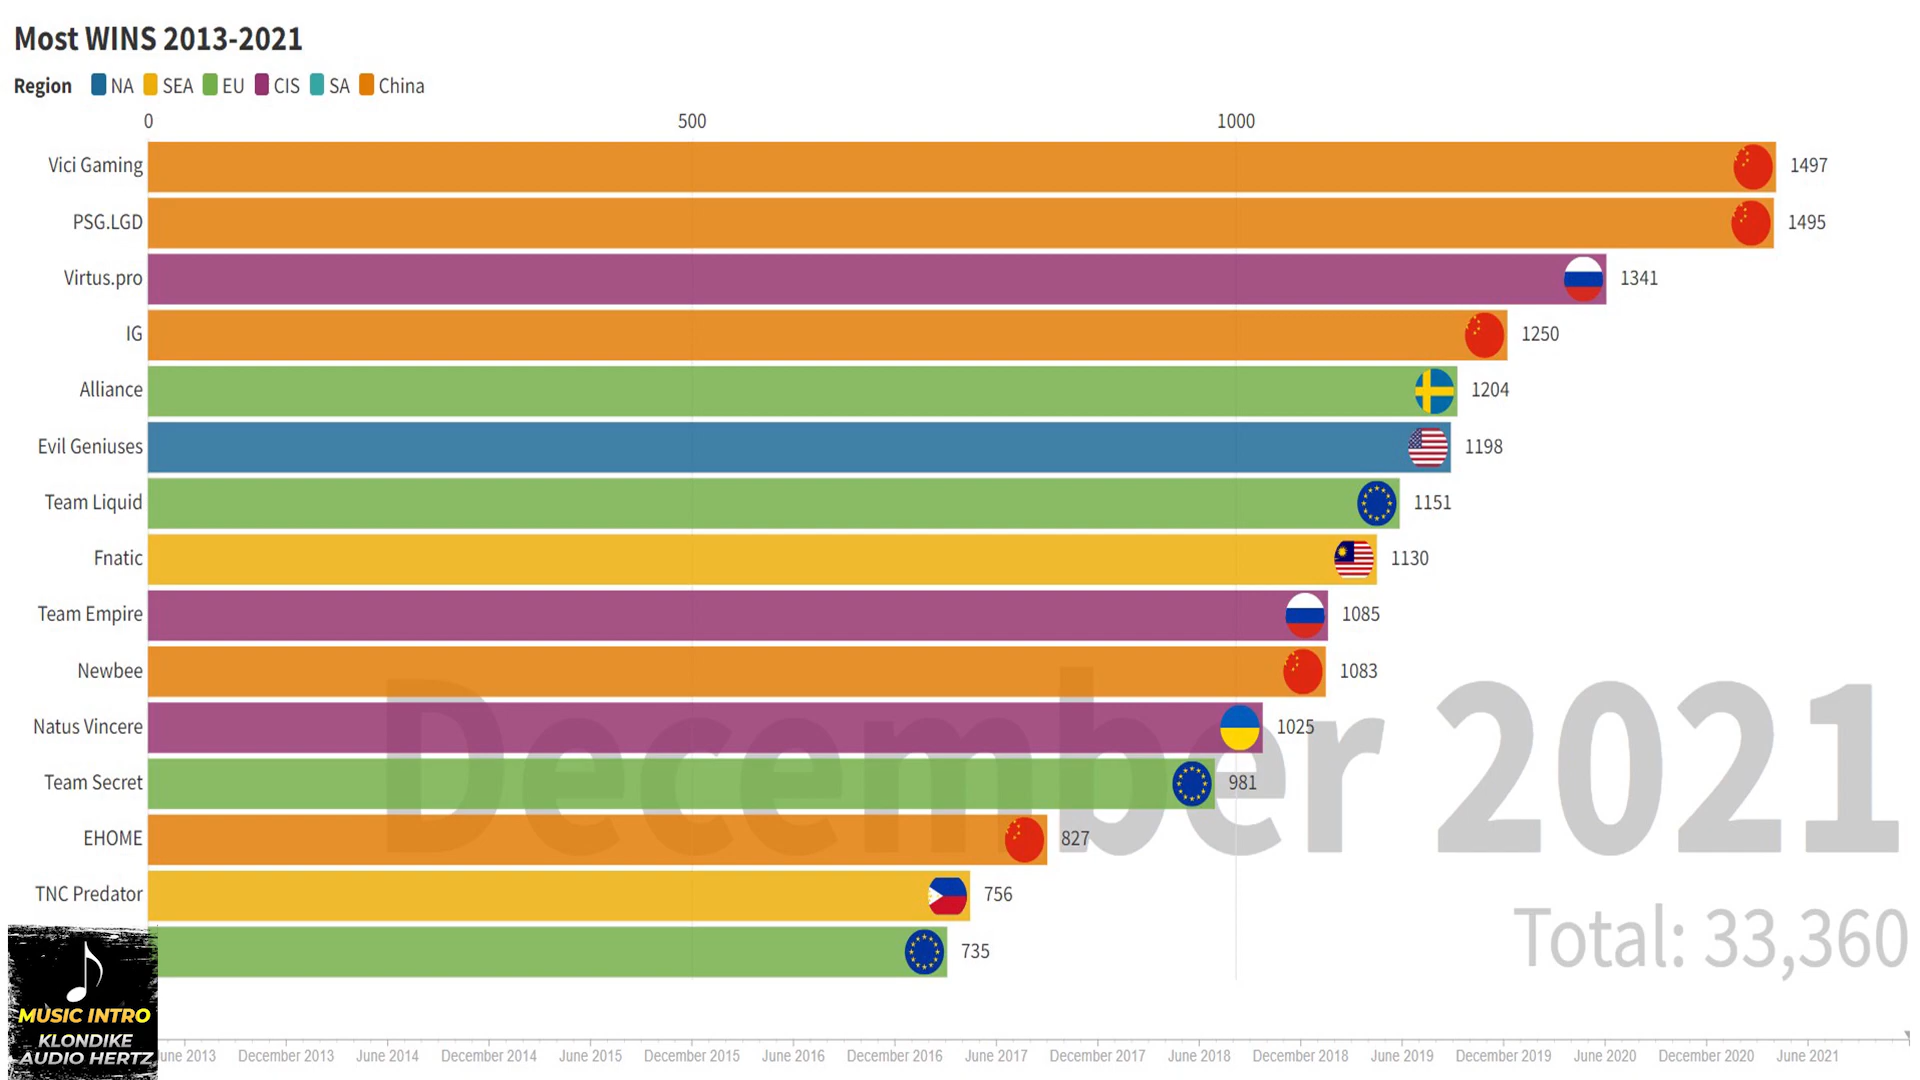 Most WINS 2013-2021
Region NA SEA EU CIS SA China
0 500 1000
Vici Gaming 1497
PSG.LGD 1495
Virtus.pro 1341
IG 1250
Alliance 1204
Evil Geniuses 1198
Team Liquid 1151
Fnatic 1130
Team Empire 1085
Newbee 1083
Natus Vincere 1025
Team Secret 981
EHOME 827
TNC Predator 756
735
December 2021
Total: 33,360
MUSIC INTRO
KLONDIKE
AUDIO HERTZ
June 2013 December 2013 June 2014 December 2014 June 2015 December 2015 June 2016 December 2016 June 2017 December 2017 June 2018 December 2018 June 2019 December 2019 June 2020 December 2020 June 2021